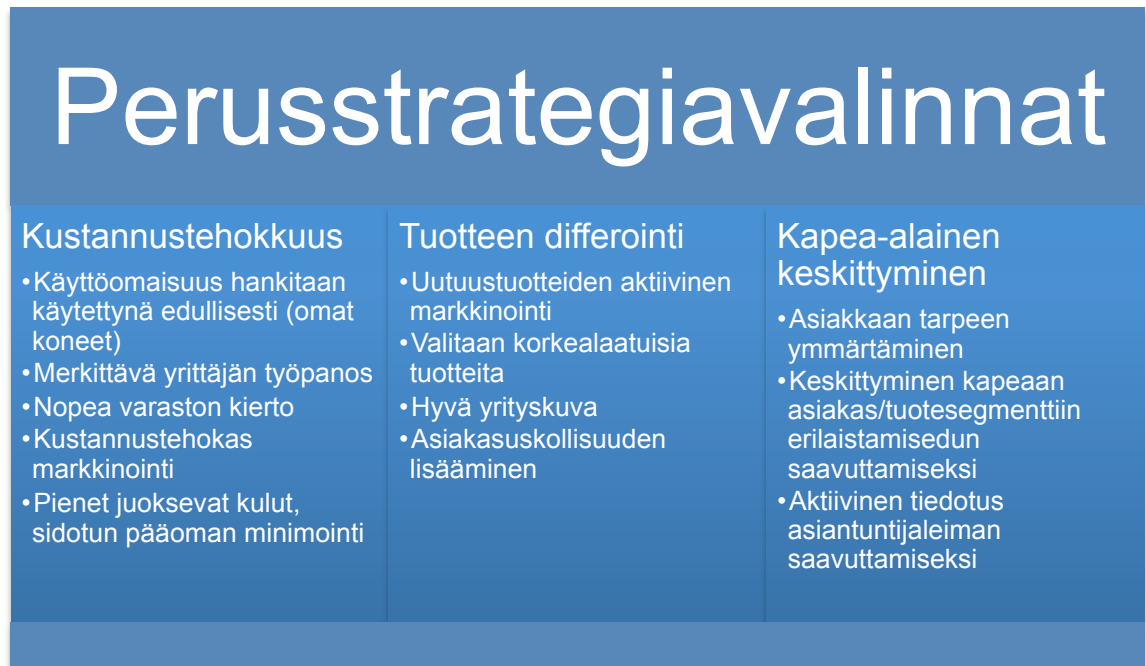 Perusstrategiavalinnat
Kustannustehokkuus
•Käyttöomaisuus hankitaan
käytettynä edullisesti (omat
koneet)
•Merkittävä yrittäjän työpanos
•Nopea varaston kierto
•Kustannustehokas
markkinointi
•Pienet juoksevat kulut,
sidotun pääoman minimointi
Tuotteen differointi
•Uutuustuotteiden aktiivinen
markkinointi
•Valitaan korkealaatuisia
tuotteita
•Hyvä yrityskuva
•Asiakasuskollisuuden
lisääminen
Kapea-alainen
keskittyminen
•Asiakkaan tarpeen
ymmärtäminen
•Keskittyminen kapeaan
asiakas/tuotesegmenttiin
erilaistamisedun
saavuttamiseksi
•Aktiivinen tiedotus
asiantuntijaleiman
saavuttamiseksi